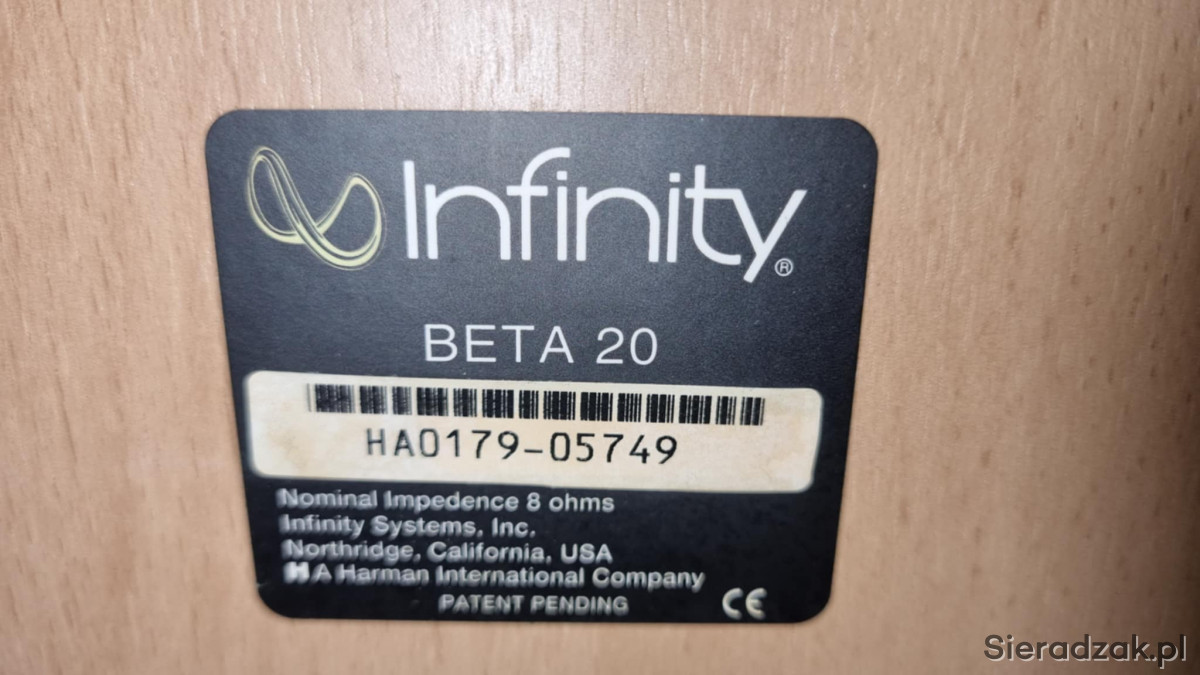 Infinity®
BETA 20
HA0179-05749
Nominal Impedence 8 ohms
Infinity Systems, Inc.
Northridge, California, USA
H A Harman International Company
PATENT PENDING
CE
Sieradzak.pl